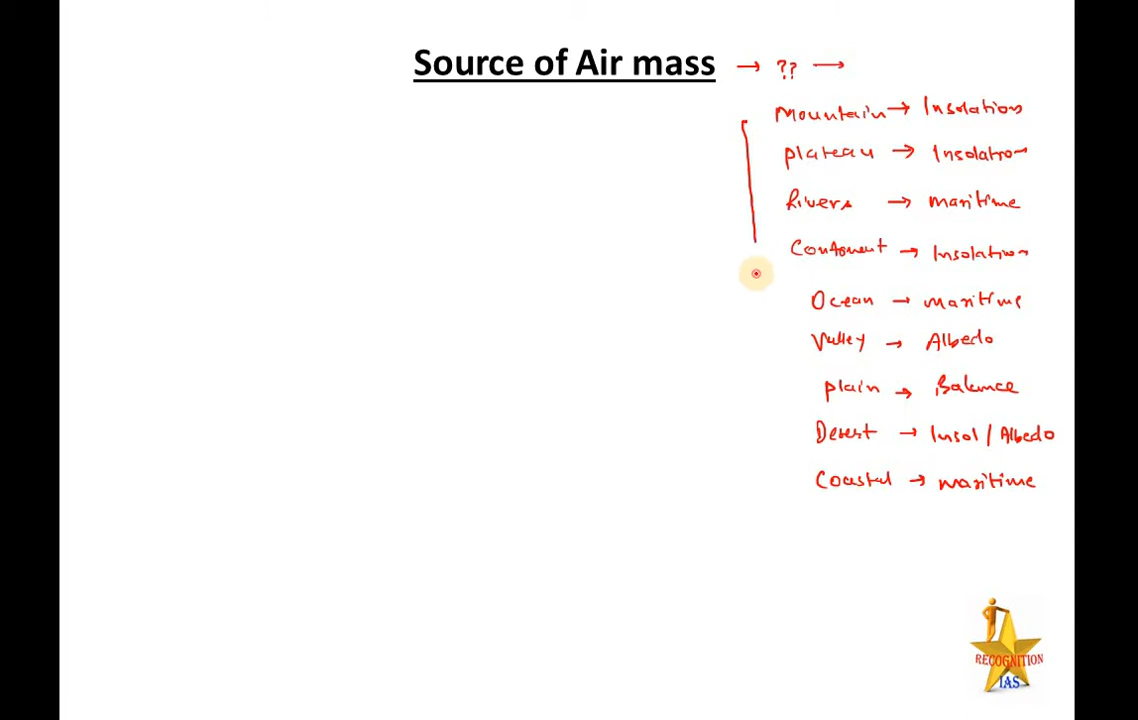 Source of Air mass → ?? →
Mountain → Insolation
Plateau → Insolation
Rivers → maritime
Continent → Insolation
Ocean → maritime
Valley → Albedo
plain → Balance
Desert → Insol / Albedo
Coastal → maritime
RECOGNITION
IAS